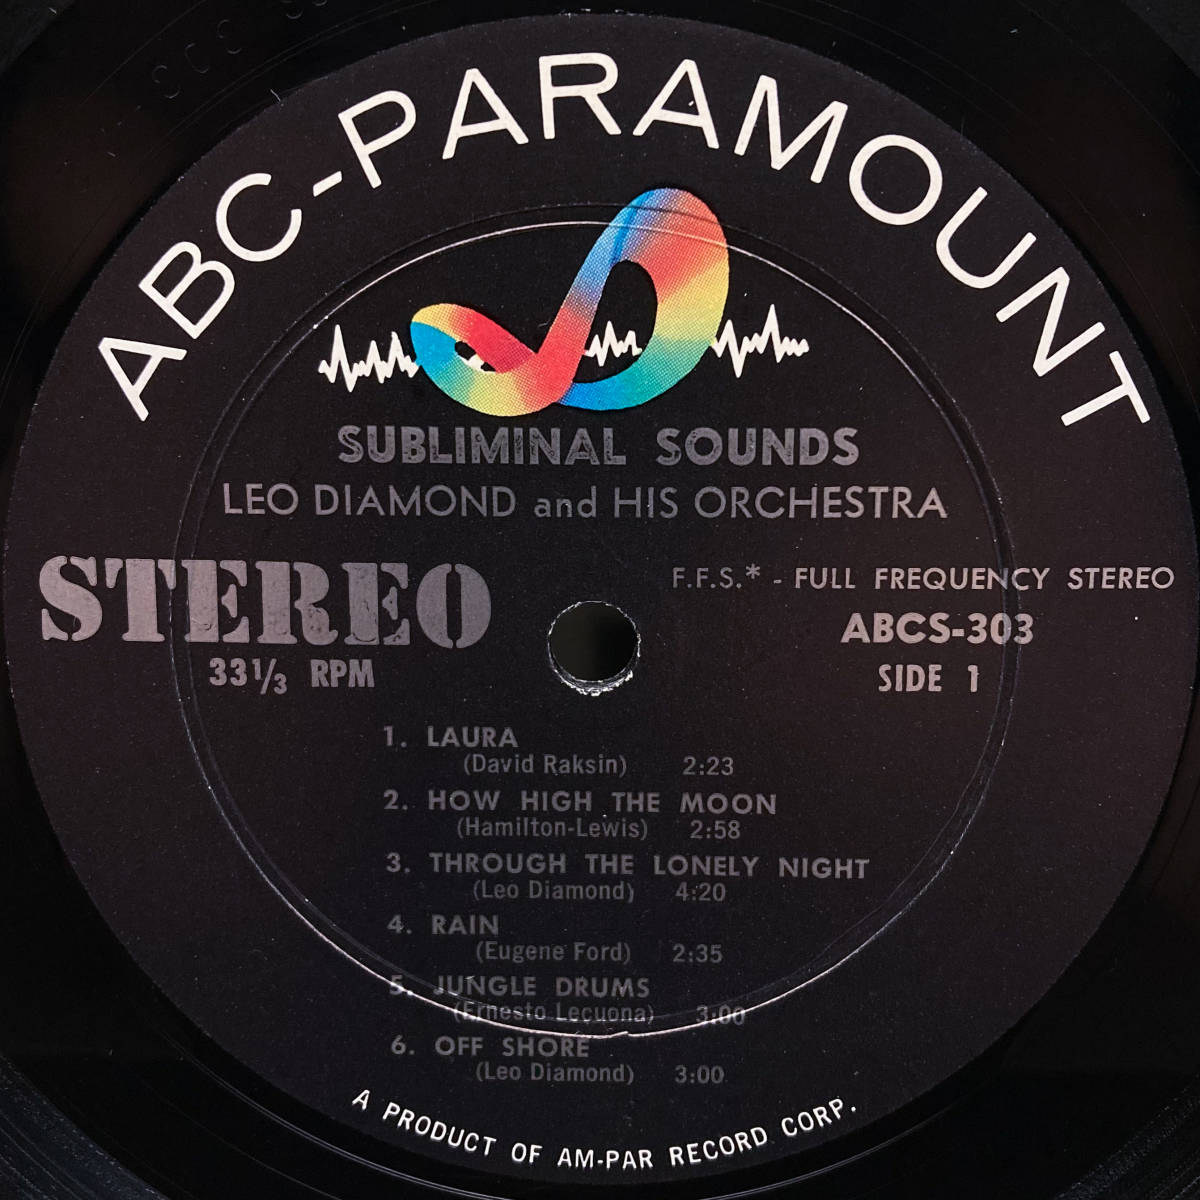 ABC-PARAMOUNT
SUBLIMINAL SOUNDS
LEO DIAMOND and HIS ORCHESTRA
STEREO
33 1/3 RPM
F.F.S.* - FULL FREQUENCY STEREO
ABCS-303
SIDE 1
1. LAURA
(David Raksin) 2:23
2. HOW HIGH THE MOON
(Hamilton-Lewis) 2:58
3. THROUGH THE LONELY NIGHT
(Leo Diamond) 4:20
4. RAIN
(Eugene Ford) 2:35
5. JUNGLE DRUMS
(Ernesto Lecuona) 3:00
6. OFF SHORE
(Leo Diamond) 3:00
A PRODUCT OF AM-PAR RECORD CORP.